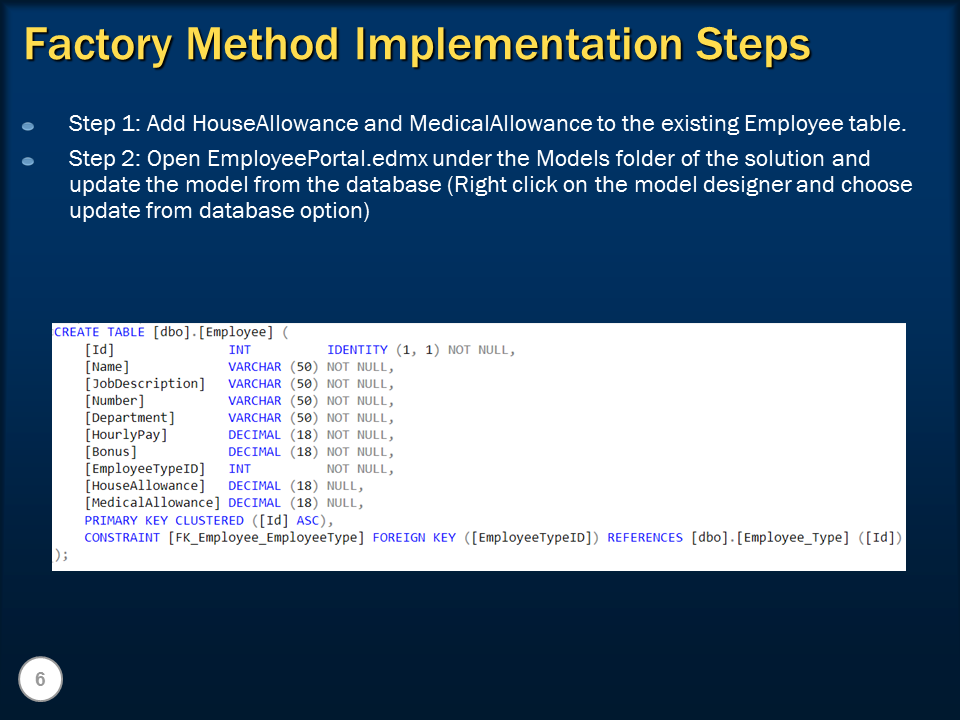 Factory Method Implementation Steps
Step 1: Add HouseAllowance and MedicalAllowance to the existing Employee table.
Step 2: Open EmployeePortal.edmx under the Models folder of the solution and
update the model from the database (Right click on the model designer and choose
update from database option)
CREATE TABLE [dbo].[Employee] (
    [Id]               INT          IDENTITY (1, 1) NOT NULL,
    [Name]             VARCHAR (50) NOT NULL,
    [JobDescription]   VARCHAR (50) NOT NULL,
    [Number]           VARCHAR (50) NOT NULL,
    [Department]       VARCHAR (50) NOT NULL,
    [HourlyPay]        DECIMAL (18) NOT NULL,
    [Bonus]            DECIMAL (18) NOT NULL,
    [EmployeeTypeID]   INT          NOT NULL,
    [HouseAllowance]   DECIMAL (18) NULL,
    [MedicalAllowance] DECIMAL (18) NULL,
    PRIMARY KEY CLUSTERED ([Id] ASC),
    CONSTRAINT [FK_Employee_EmployeeType] FOREIGN KEY ([EmployeeTypeID]) REFERENCES [dbo].[Employee_Type] ([Id])
);
6